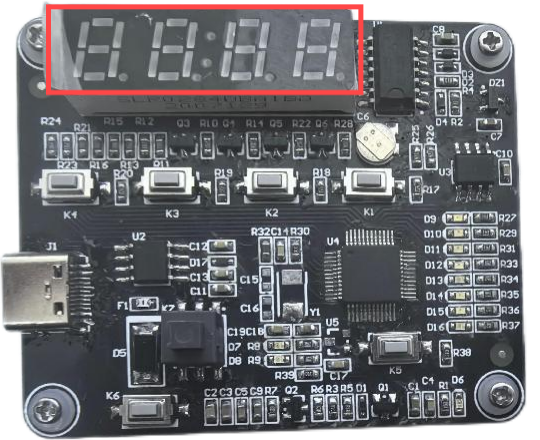 C8
DZ1
D4 R2
C7
R24 R21 R15 R12 Q3 R10 Q4 Q5 R22 Q6 R28 C6
R25 R26
U3 C10
R23 R16 R13 R11
R20 R19 R18 R17
K4 K3 K2 K1
D9 R27
D10 R29
D11 R31
D12 R33
D13 R34
D14 R35
D15 R36
D16 R37
J1 U2 C12 R32 C14 R30 U4
D17
C13 C15
C11
F1 K7 C16 Y1
C19 C18 U5
D5 D7 R8
D8 R9
R39 C17 K5 R38
K6 C2 C3 C5 C9 R7 Q2 R6 R3 R5 D1 Q1 C1 C4 R1 D6